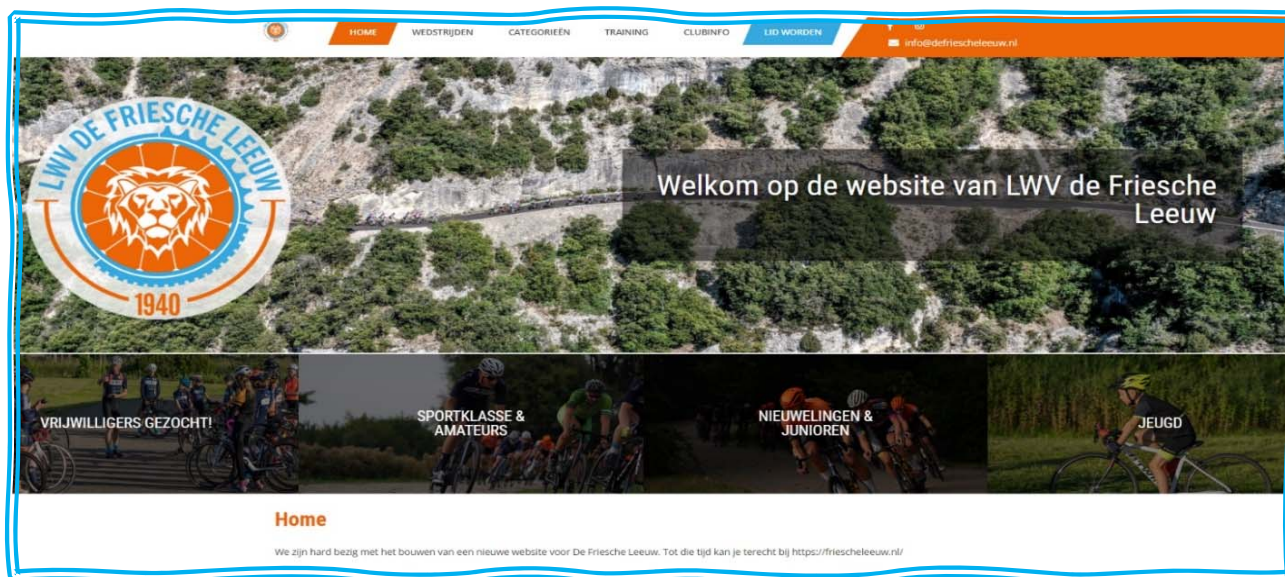 HOME WEDSTRIJDEN CATEGORIEËN TRAINING CLUBINFO LID WORDEN
info@defriescheleeuw.nl
LWV DE FRIESCHE LEEUW
1940
Welkom op de website van LWV de Friesche
Leeuw
VRIJWILLIGERS GEZOCHT!
SPORTKLASSE &
AMATEURS
NIEUWELINGEN &
JUNIOREN
JEUGD
Home
We zijn hard bezig met het bouwen van een nieuwe website voor De Friesche Leeuw. Tot die tijd kan je terecht bij https://friescheleeuw.nl/